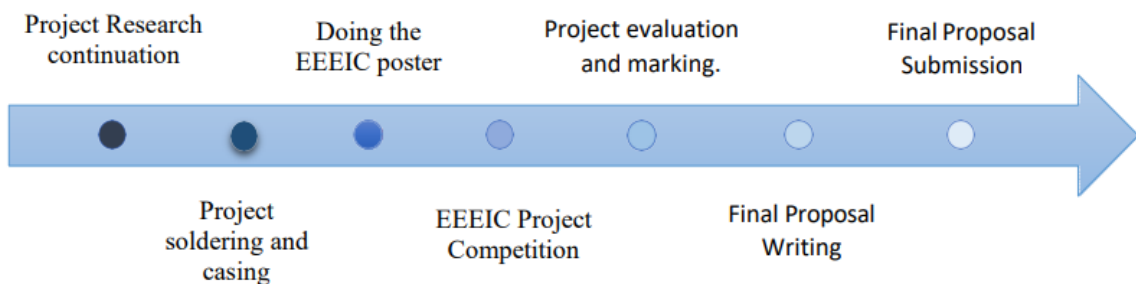 Project Research
continuation
Project
soldering and
casing
Doing the
EEEIC poster
EEEIC Project
Competition
Project evaluation
and marking.
Final Proposal
Writing
Final Proposal
Submission